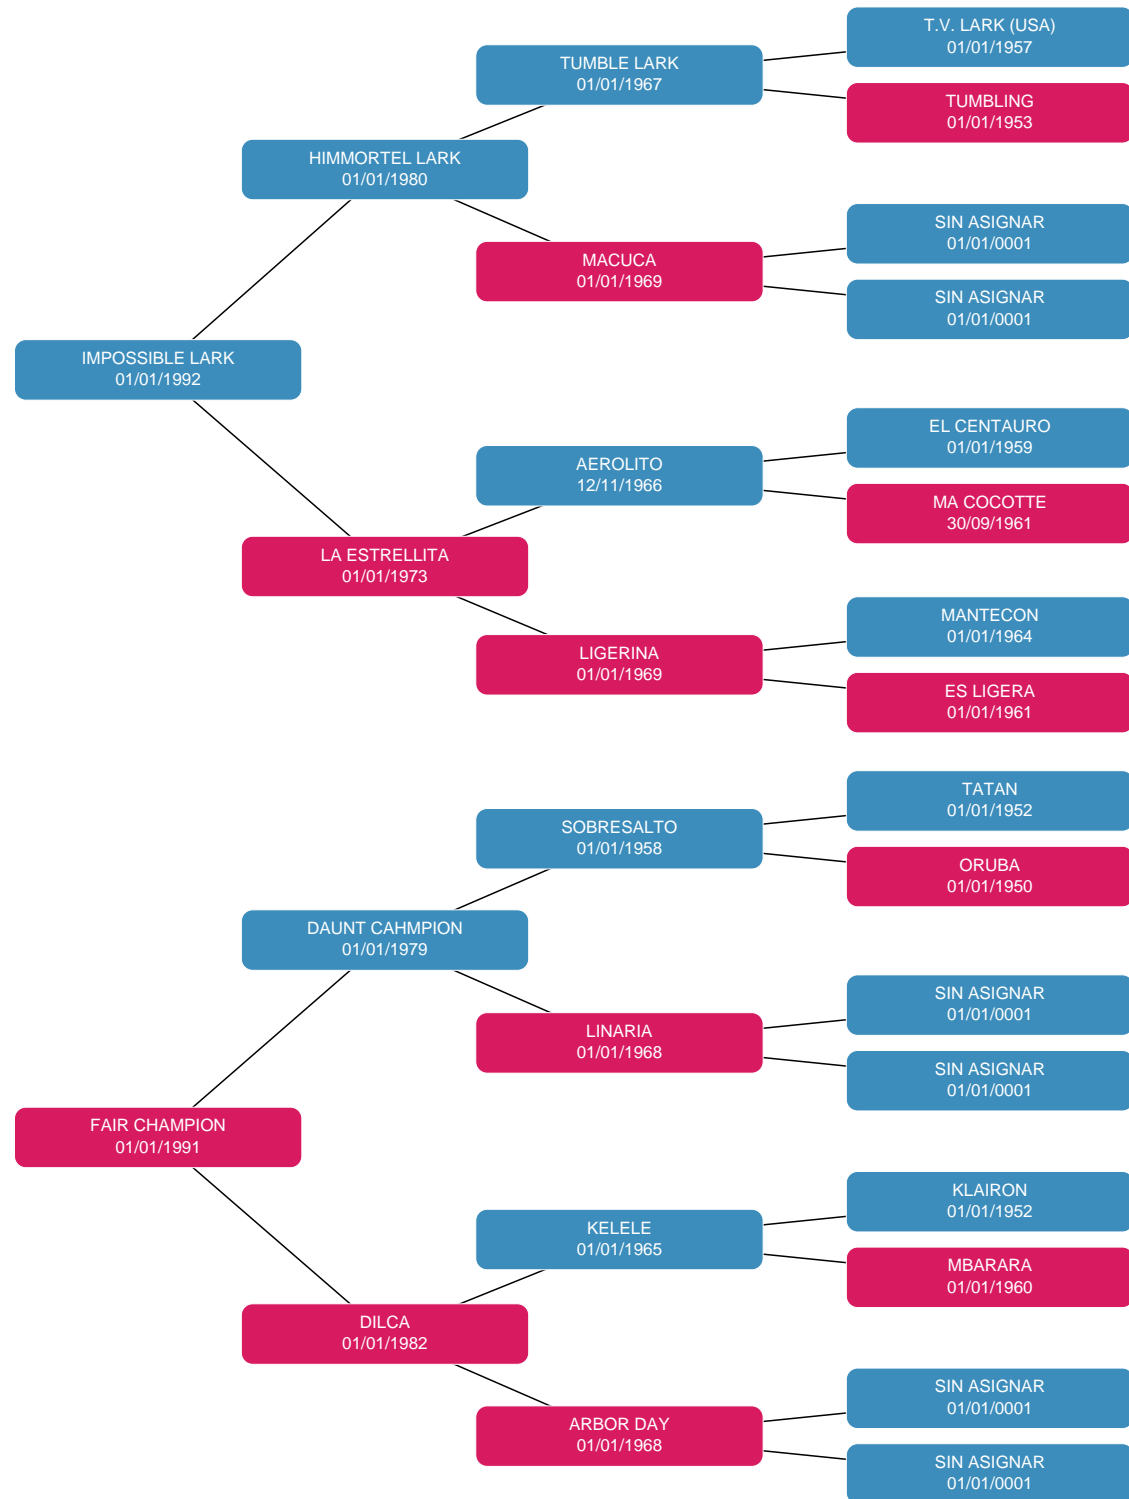 T.V. LARK (USA)
01/01/1957
TUMBLE LARK
01/01/1967
TUMBLING
01/01/1953
HIMMORTEL LARK
01/01/1980
SIN ASIGNAR
01/01/0001
MACUCA
01/01/1969
SIN ASIGNAR
01/01/0001
IMPOSSIBLE LARK
01/01/1992
EL CENTAURO
01/01/1959
AEROLITO
12/11/1966
MA COCOTTE
30/09/1961
LA ESTRELLITA
01/01/1973
MANTECON
01/01/1964
LIGERINA
01/01/1969
ES LIGERA
01/01/1961
TATAN
01/01/1952
SOBRESALTO
01/01/1958
ORUBA
01/01/1950
DAUNT CAHMPION
01/01/1979
SIN ASIGNAR
01/01/0001
LINARIA
01/01/1968
SIN ASIGNAR
01/01/0001
FAIR CHAMPION
01/01/1991
KLAIRON
01/01/1952
KELELE
01/01/1965
MBARARA
01/01/1960
DILCA
01/01/1982
SIN ASIGNAR
01/01/0001
ARBOR DAY
01/01/1968
SIN ASIGNAR
01/01/0001